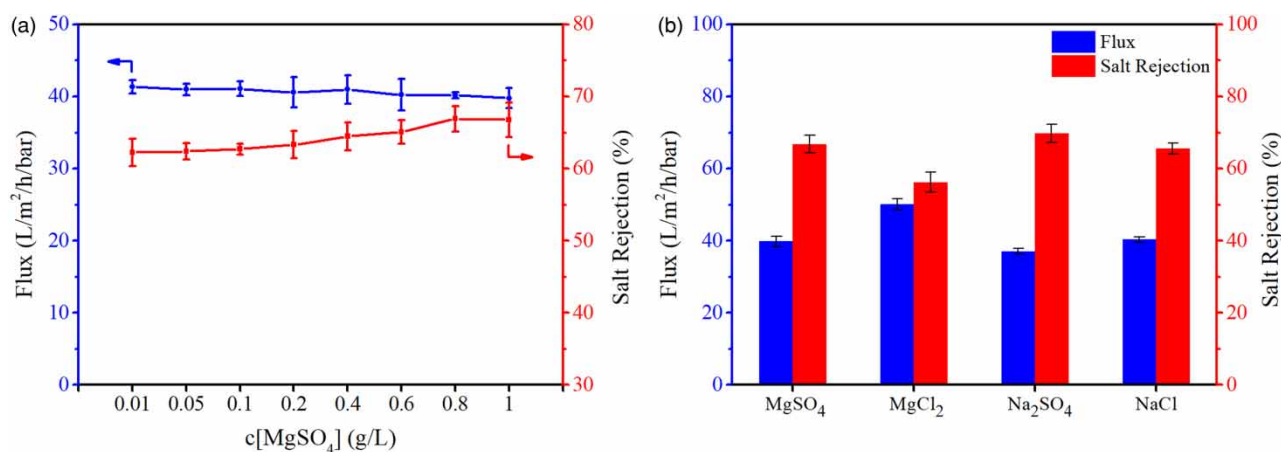 (a)
50
40
30
20
10
0
Flux (L/m²/h/bar)
80
70
60
50
40
30
Salt Rejection (%)
0.01 0.05 0.1 0.2 0.4 0.6 0.8 1
c[MgSO₄] (g/L)
(b)
100
80
60
40
20
0
Flux (L/m²/h/bar)
Flux
Salt Rejection
100
80
60
40
20
0
Salt Rejection (%)
MgSO₄ MgCl₂ Na₂SO₄ NaCl